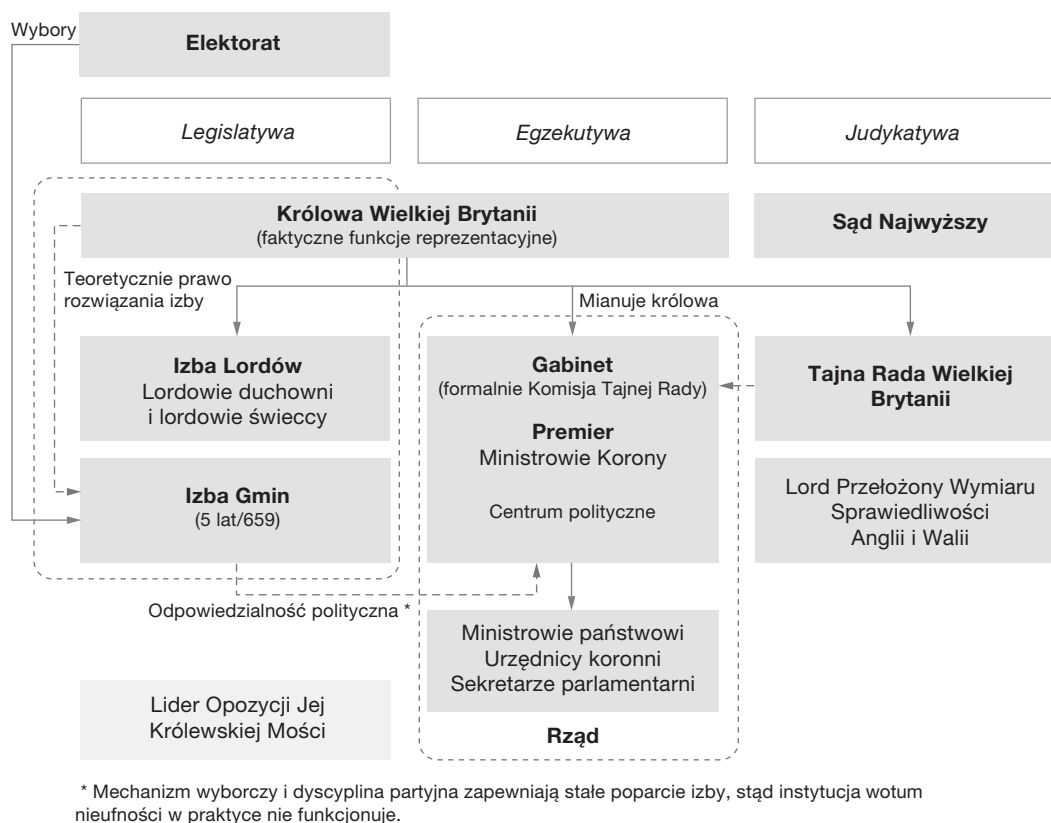 Wybory
Elektorat
Legislatywa
Egzekutywa
Judykatywa
Królowa Wielkiej Brytanii
(faktyczne funkcje reprezentacyjne)
Sąd Najwyższy
Teoretycznie prawo
rozwiązania izby
Mianuje królowa
Izba Lordów
Lordowie duchowni
i lordowie świeccy
Gabinet
(formalnie Komisja Tajnej Rady)
Premier
Ministrowie Korony
Centrum polityczne
Tajna Rada Wielkiej
Brytanii
Izba Gmin
(5 lat/659)
Lord Przełożony Wymiaru
Sprawiedliwości
Anglii i Walii
Odpowiedzialność polityczna *
Ministrowie państwowi
Urzędnicy koronni
Sekretarze parlamentarni
Rząd
Lider Opozycji Jej
Królewskiej Mości
* Mechanizm wyborczy i dyscyplina partyjna zapewniają stałe poparcie izby, stąd instytucja wotum
nieufności w praktyce nie funkcjonuje.